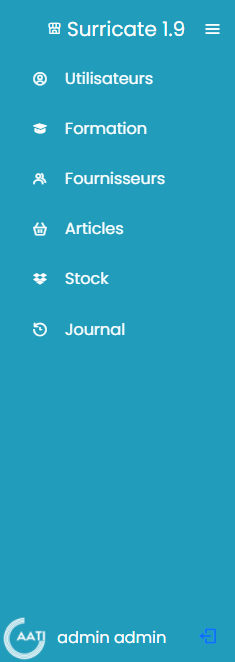 Surricate 1.9
Utilisateurs
Formation
Fournisseurs
Articles
Stock
Journal
AATI
admin admin